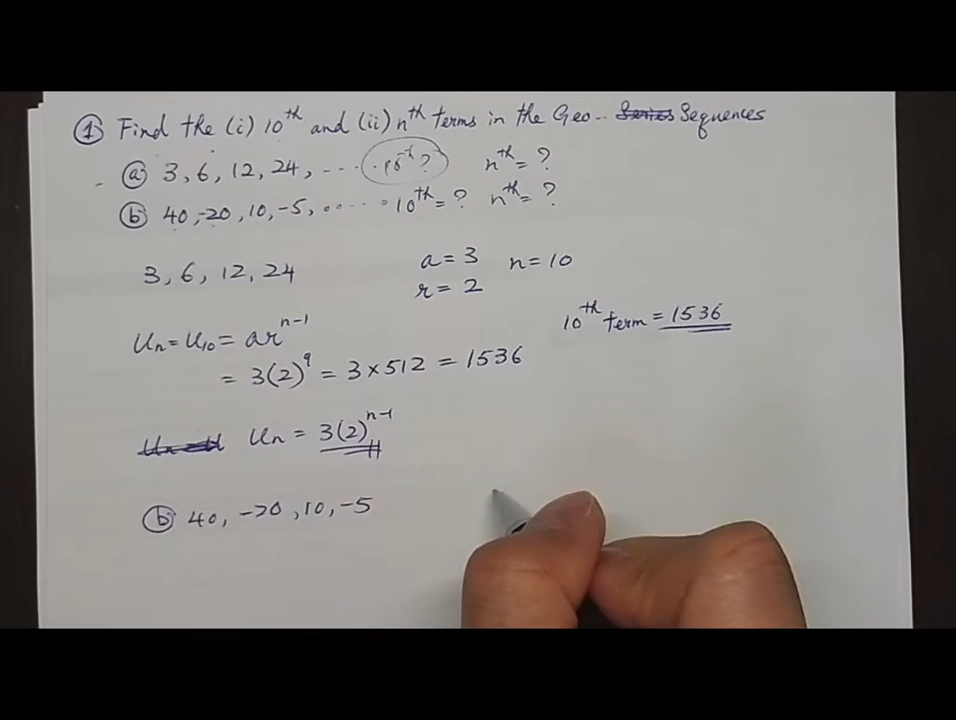 ① Find the (i) 10th and (ii) nth terms in the Geo.. Series Sequences
ⓐ 3, 6, 12, 24, ---- ..10th? nth = ?
ⓑ 40, -20, 10, -5, ..... 10th = ? nth = ?
3, 6, 12, 24
a = 3 n = 10
r = 2
Un = U10 = ar^n-1
10th term = 1536
= 3(2)^9 = 3 × 512 = 1536
Un = 3(2)^n-1
ⓑ 40, -20, 10, -5